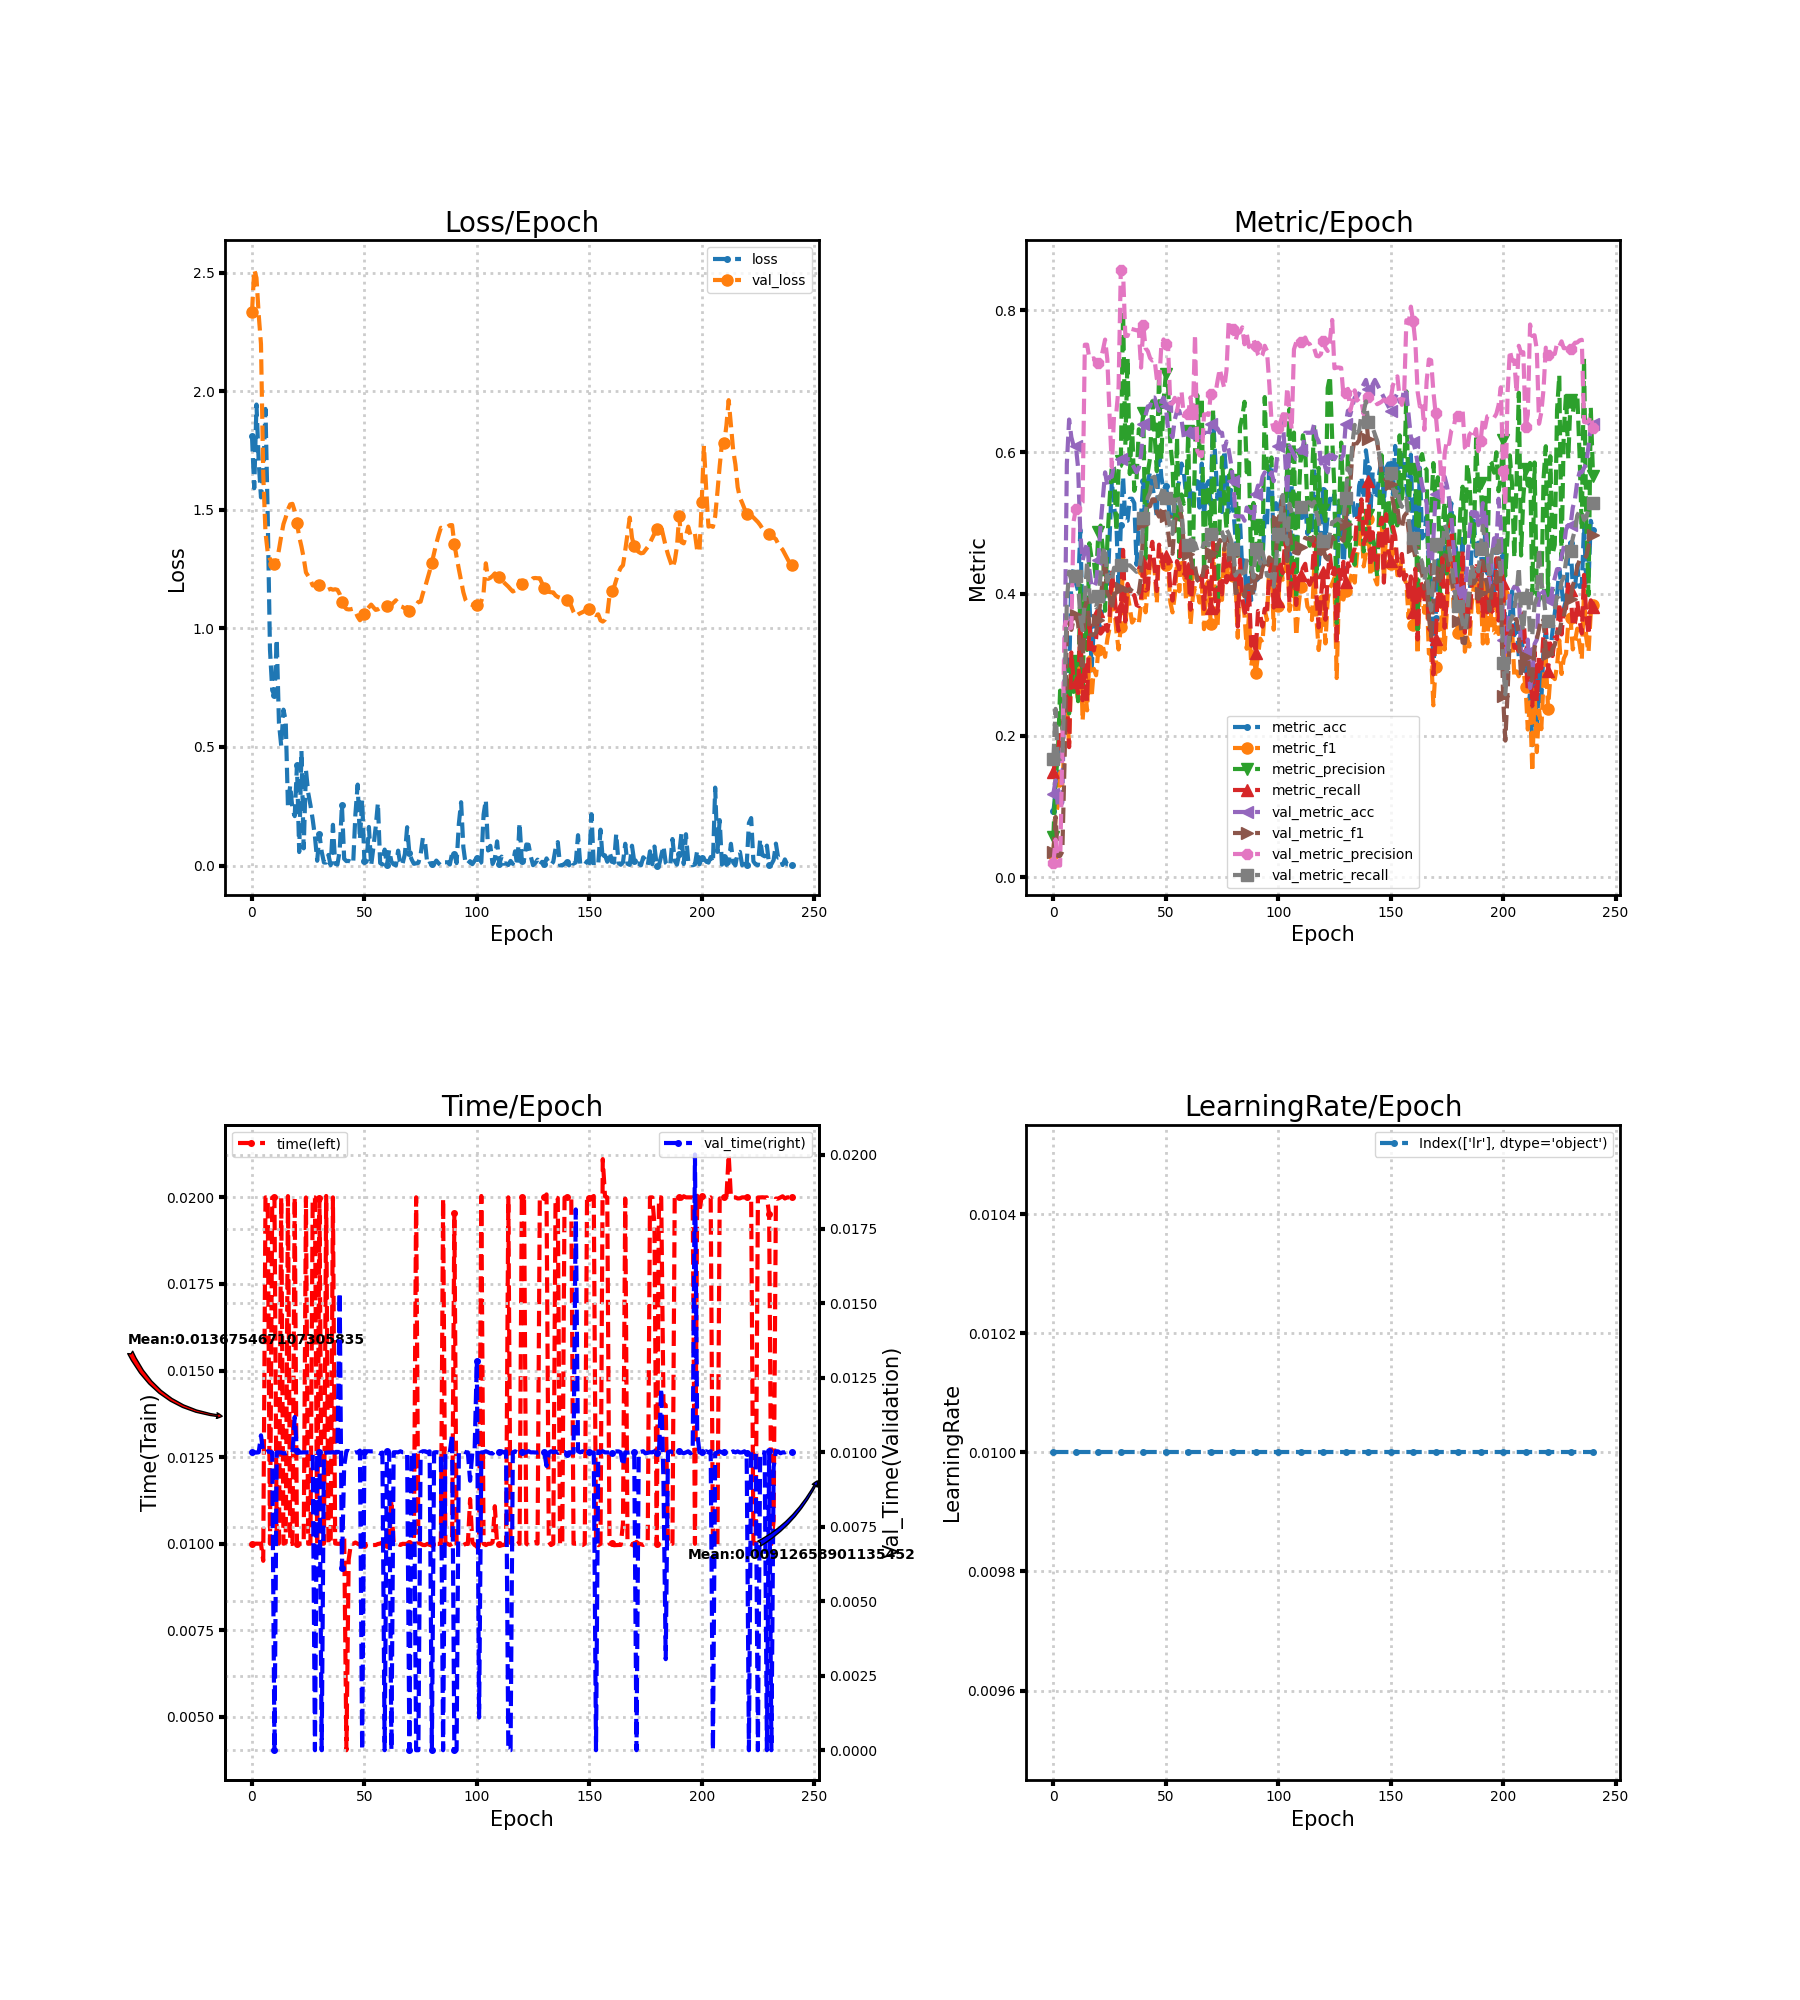 Loss/Epoch
2.5
2.0
1.5
1.0
0.5
0.0
Loss
loss
val_loss
0 50 100 150 200 250
Epoch
Metric/Epoch
0.8
0.6
0.4
0.2
0.0
Metric
metric_acc
metric_f1
metric_precision
metric_recall
val_metric_acc
val_metric_f1
val_metric_precision
val_metric_recall
0 50 100 150 200 250
Epoch
Time/Epoch
time(left)
val_time(right)
0.0200
0.0175
0.0150
0.0125
0.0100
0.0075
0.0050
Time(Train)
Mean:0.013675467107305835
0.0200
0.0175
0.0150
0.0125
0.0100
0.0075
0.0050
0.0025
0.0000
Val_Time(Validation)
Mean:0.00912658901135452
0 50 100 150 200 250
Epoch
LearningRate/Epoch
Index(['lr'], dtype='object')
0.0104
0.0102
0.0100
0.0098
0.0096
LearningRate
0 50 100 150 200 250
Epoch